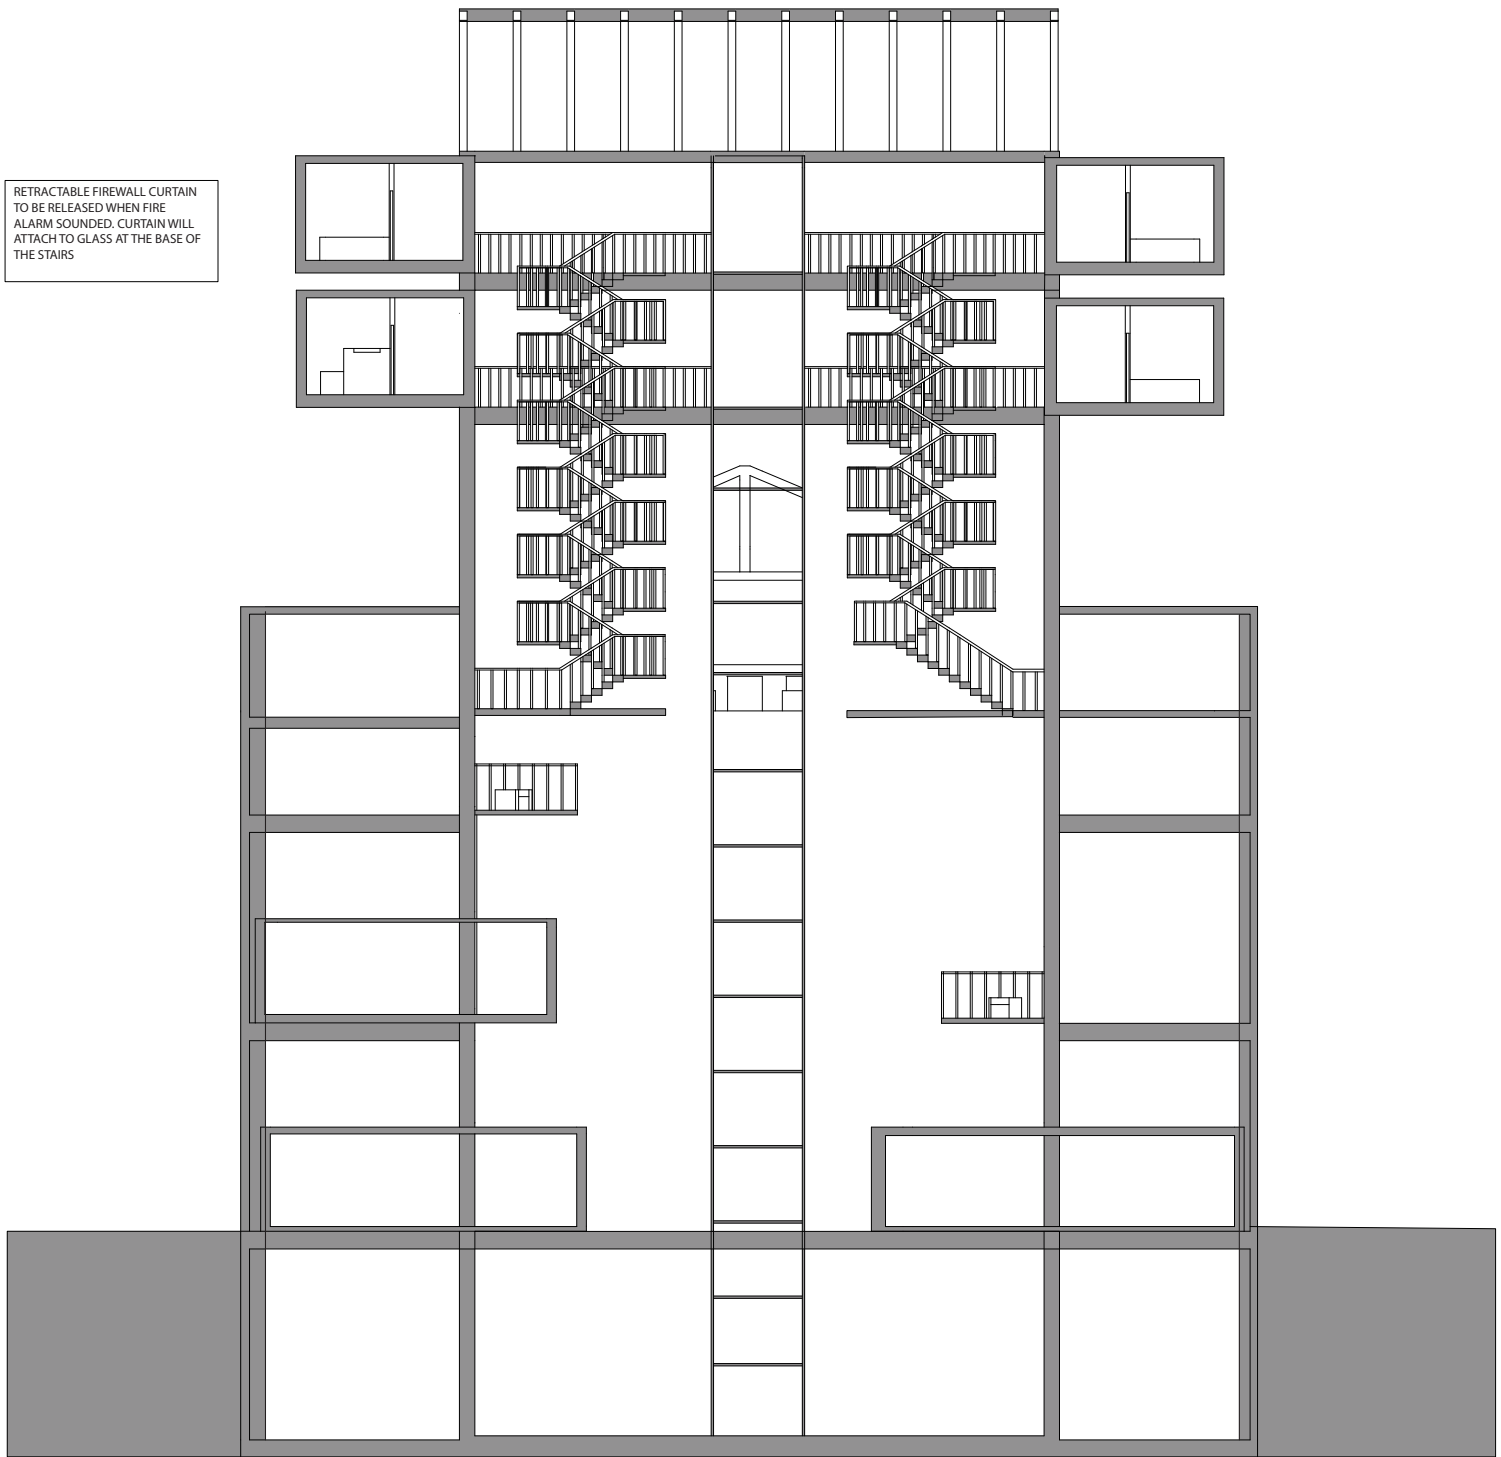 RETRACTABLE FIREWALL CURTAIN
TO BE RELEASED WHEN FIRE
ALARM SOUNDED. CURTAIN WILL
ATTACH TO GLASS AT THE BASE OF
THE STAIRS